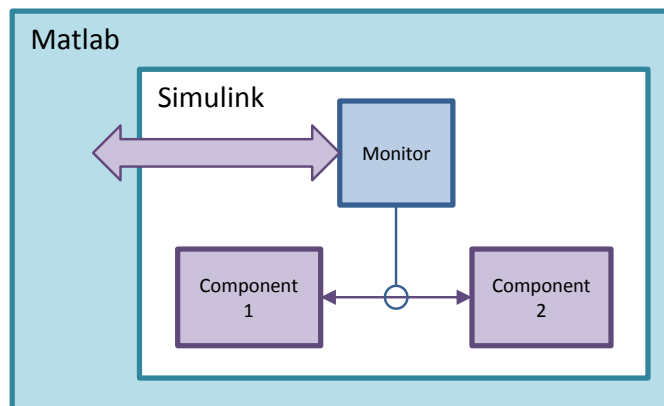 Matlab
Simulink
Monitor
Component
1
Component
2